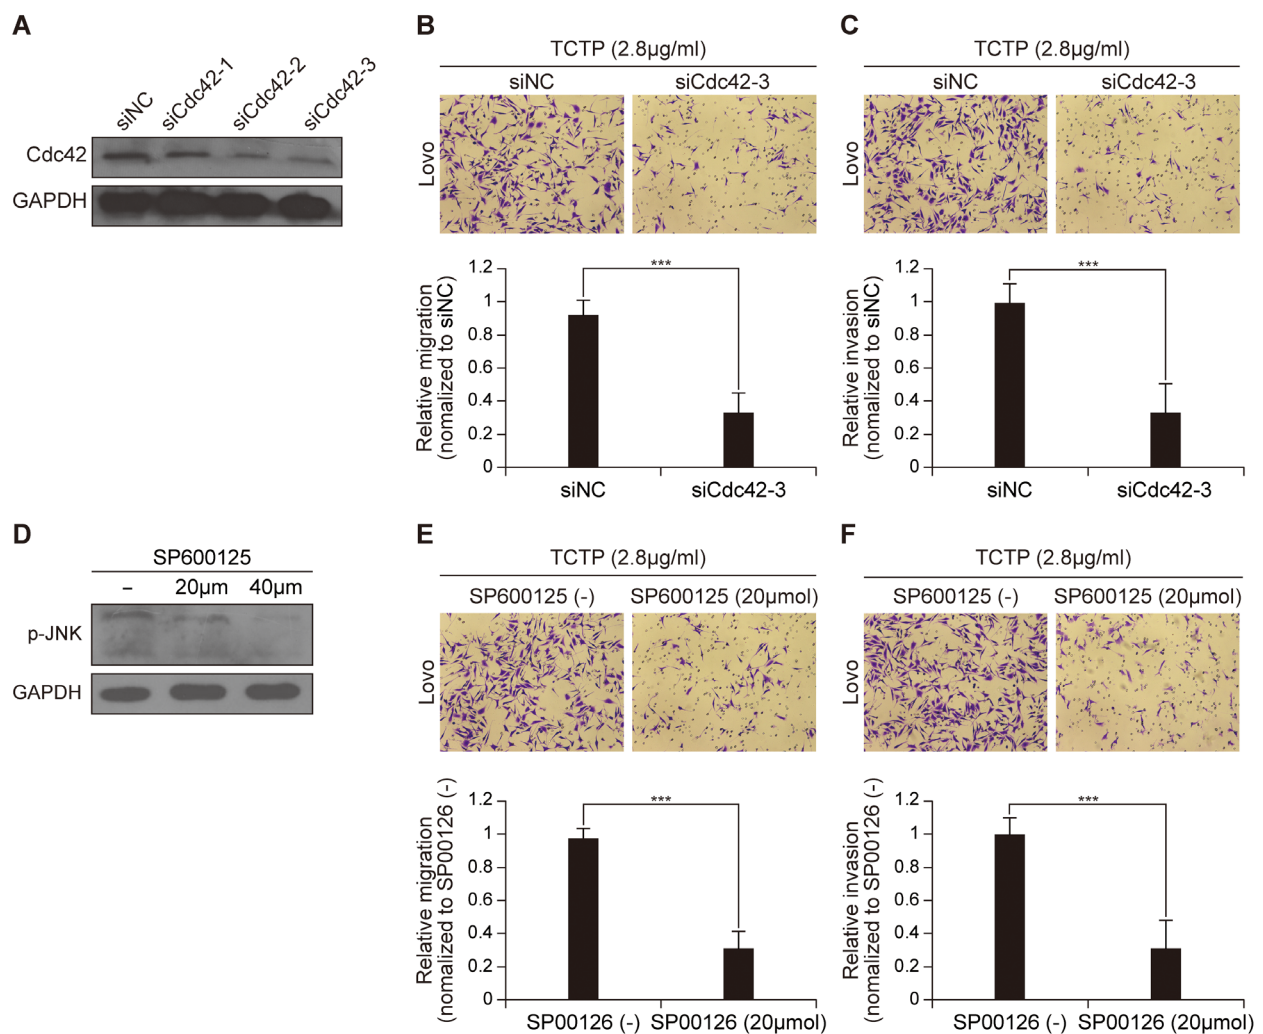 A
siNC
siCdc42-1
siCdc42-2
siCdc42-3
Cdc42
GAPDH
B
TCTP (2.8µg/ml)
siNC
siCdc42-3
Lovo
Relative migration
(nomalized to siNC)
1.2
***
1
0.8
0.6
0.4
0.2
0
siNC
siCdc42-3
C
TCTP (2.8µg/ml)
siNC
siCdc42-3
Lovo
Relative invasion
(nomalized to siNC)
1.2
***
1
0.8
0.6
0.4
0.2
0
siNC
siCdc42-3
D
SP600125
– 20µm 40µm
p-JNK
GAPDH
E
TCTP (2.8µg/ml)
SP600125 (-)
SP600125 (20µmol)
Lovo
Relative migration
(nomalized to SP00126 (-)
1.2
***
1
0.8
0.6
0.4
0.2
0
SP00126 (-)
SP00126 (20µmol)
F
TCTP (2.8µg/ml)
SP600125 (-)
SP600125 (20µmol)
Lovo
Relative invasion
(nomalized to SP00126 (-)
1.2
***
1
0.8
0.6
0.4
0.2
0
SP00126 (-)
SP00126 (20µmol)